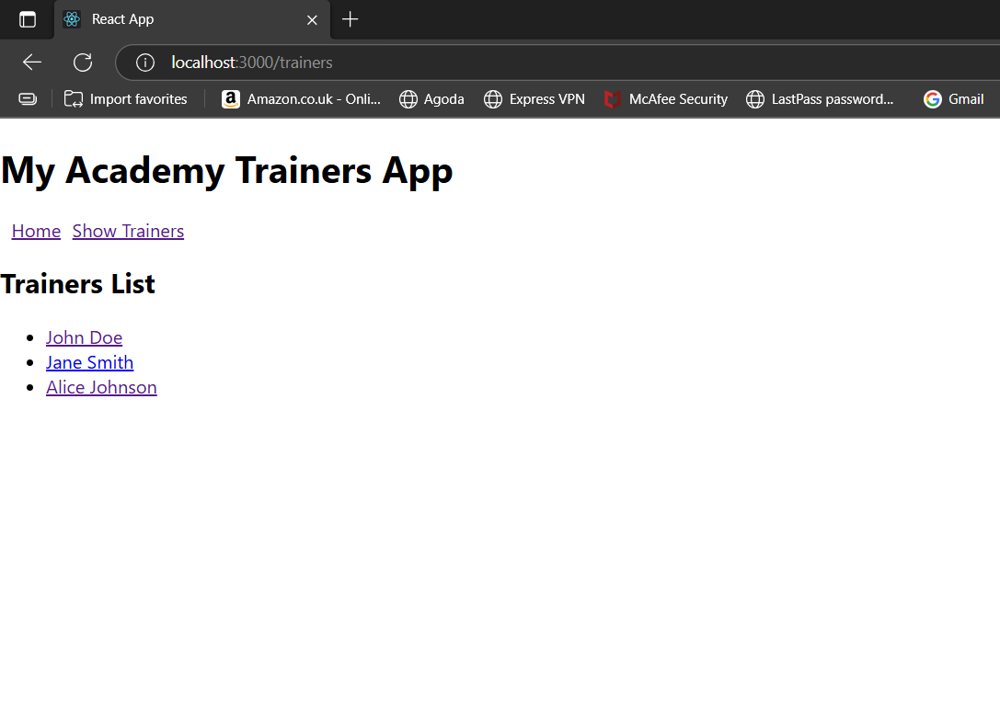 React App
localhost:3000/trainers
Import favorites Amazon.co.uk - Onli... Agoda Express VPN McAfee Security LastPass password... Gmail
My Academy Trainers App
Home Show Trainers
Trainers List
John Doe
Jane Smith
Alice Johnson